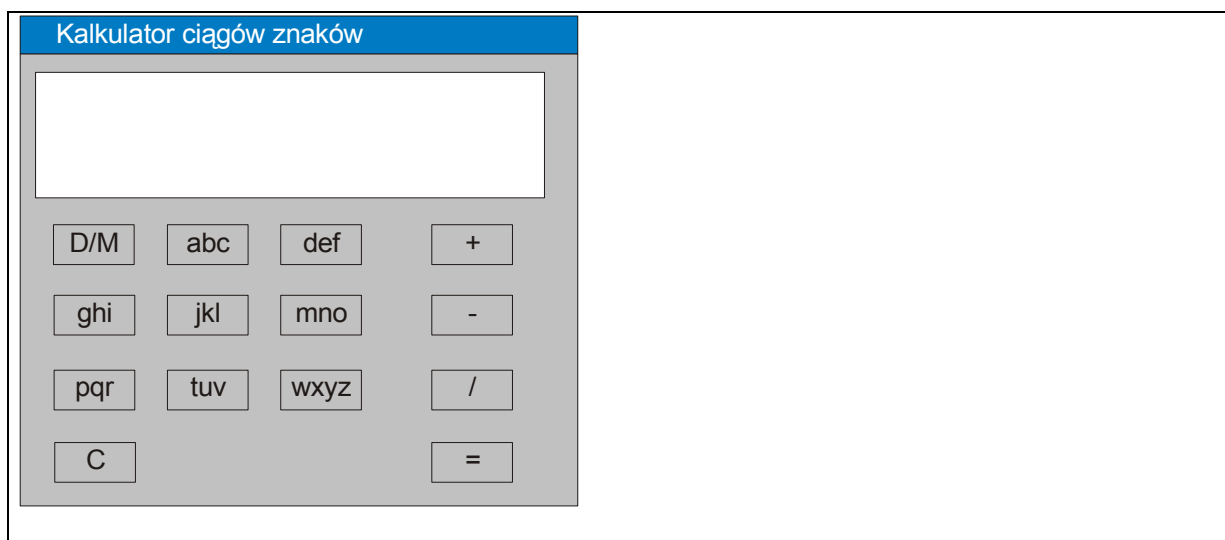 Kalkulator ciągów znaków
D/M abc def +
ghi jkl mno -
pqr tuv wxyz /
C =